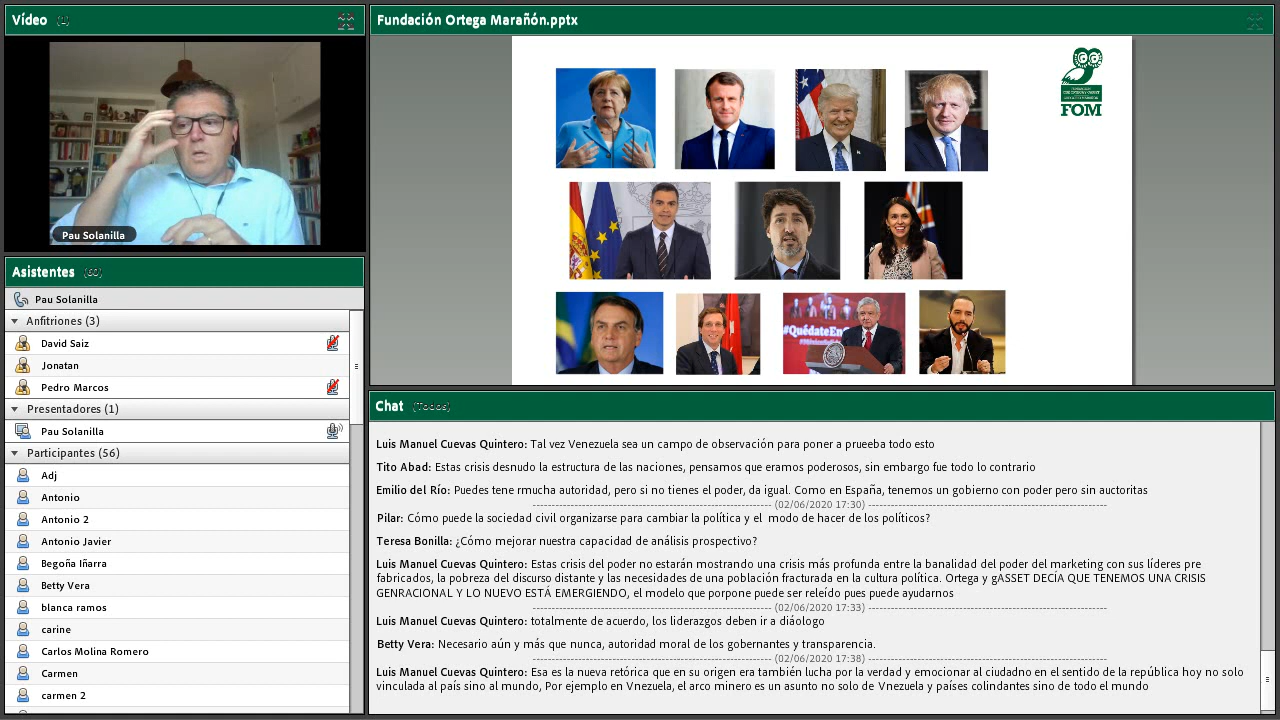 Vídeo (1)
Pau Solanilla
Asistentes (60)
Pau Solanilla
Anfitriones (3)
David Saiz
Jonatan
Pedro Marcos
Presentadores (1)
Pau Solanilla
Participantes (56)
Adj
Antonio
Antonio 2
Antonio Javier
Begoña Iñarra
Betty Vera
blanca ramos
carine
Carlos Molina Romero
Carmen
carmen 2
Fundación Ortega Marañón.pptx
FOM
#QuédateEn
Chat (Todos)
Luis Manuel Cuevas Quintero: Tal vez Venezuela sea un campo de observación para poner a prueeba todo esto
Tito Abad: Estas crisis desnudo la estructura de las naciones, pensamos que eramos poderosos, sin embargo fue todo lo contrario
Emilio del Río: Puedes tene rmucha autoridad, pero si no tienes el poder, da igual. Como en España, tenemos un gobierno con poder pero sin auctoritas
(02/06/2020 17:30)
Pilar: Cómo puede la sociedad civil organizarse para cambiar la política y el modo de hacer de los políticos?
Teresa Bonilla: ¿Cómo mejorar nuestra capacidad de análisis prospectivo?
Luis Manuel Cuevas Quintero: Estas crisis del poder no estarán mostrando una crisis más profunda entre la banalidad del poder del marketing con sus líderes pre
fabricados, la pobreza del discurso distante y las necesidades de una población fracturada en la cultura política. Ortega y gASSET DECÍA QUE TENEMOS UNA CRISIS
GENRACIONAL Y LO NUEVO ESTÁ EMERGIENDO, el modelo que porpone puede ser releído pues puede ayudarnos
(02/06/2020 17:33)
Luis Manuel Cuevas Quintero: totalmente de acuerdo, los liderazgos deben ir a diáologo
Betty Vera: Necesario aún y más que nunca, autoridad moral de los gobernantes y transparencia.
(02/06/2020 17:38)
Luis Manuel Cuevas Quintero: Esa es la nueva retórica que en su origen era también lucha por la verdad y emocionar al ciudadno en el sentido de la república hoy no solo
vinculada al país sino al mundo, Por ejemplo en Vnezuela, el arco minero es un asunto no solo de Vnezuela y países colindantes sino de todo el mundo